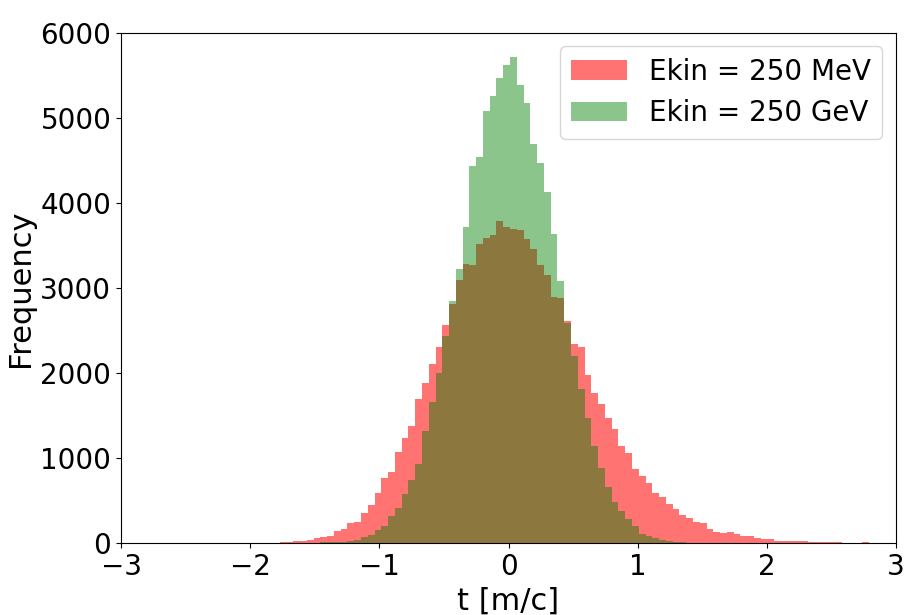 6000
5000
4000
3000
2000
1000
0
Frequency
Ekin = 250 MeV
Ekin = 250 GeV
−3 −2 −1 0 1 2 3
t [m/c]